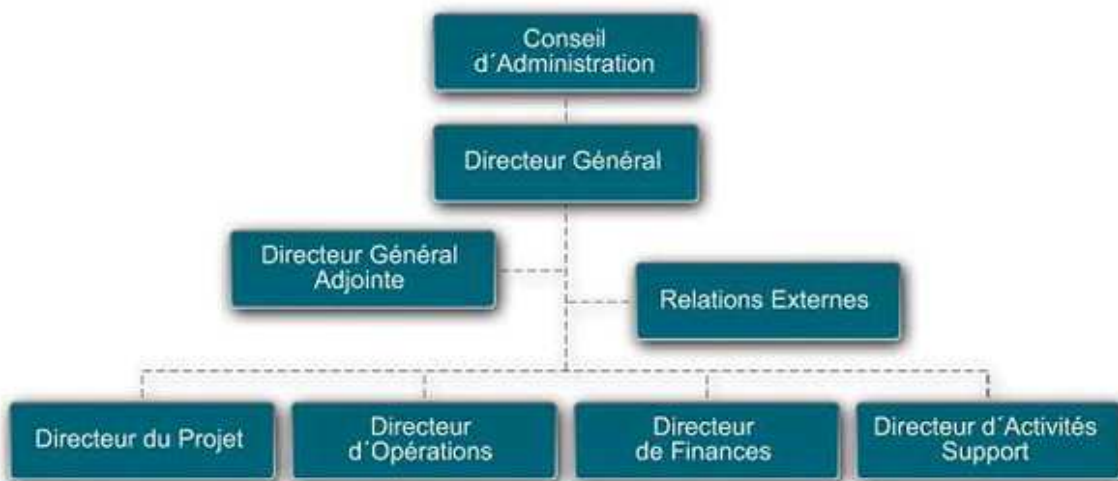 Conseil
d´Administration
Directeur Général
Directeur Général
Adjointe
Relations Externes
Directeur du Projet
Directeur
d´Opérations
Directeur
de Finances
Directeur d´Activités
Support